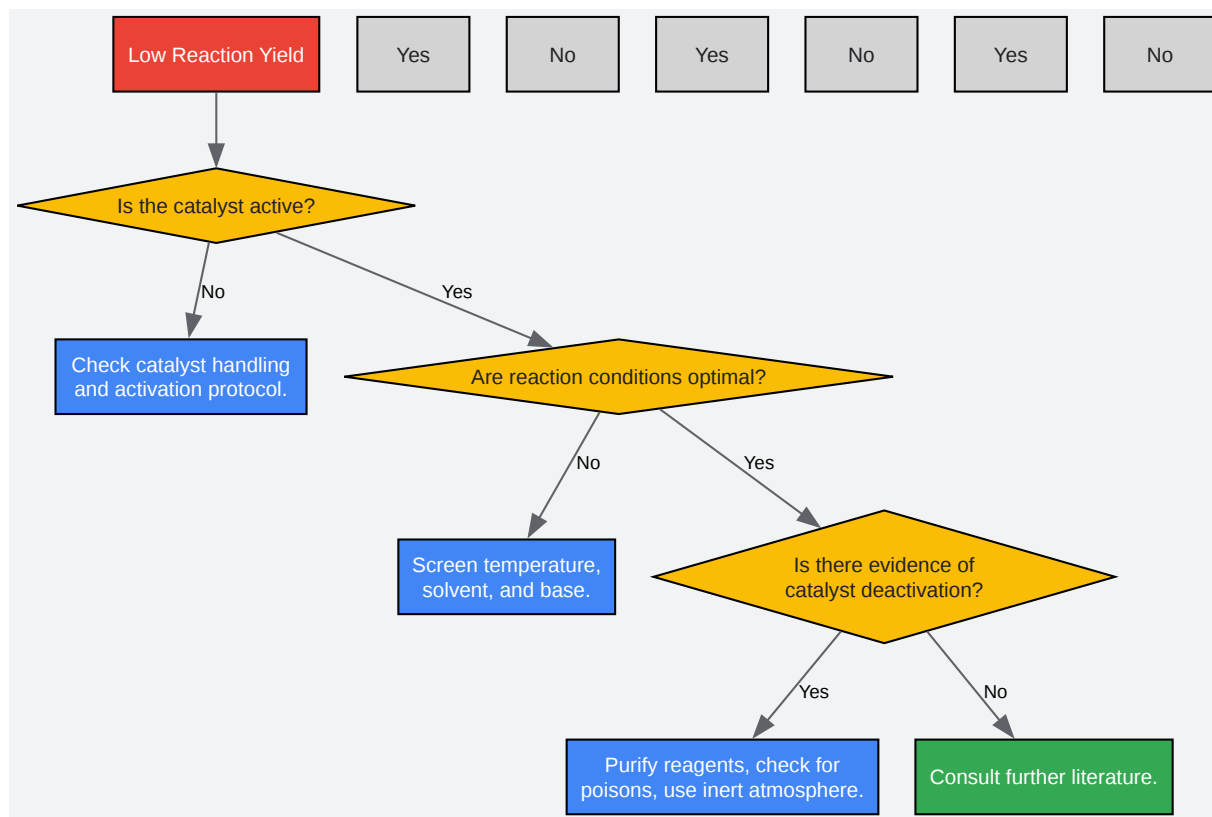 Low Reaction Yield
Yes
No
Yes
No
Yes
No
Is the catalyst active?
No
Yes
Check catalyst handling
and activation protocol.
Are reaction conditions optimal?
No
Yes
Screen temperature,
solvent, and base.
Is there evidence of
catalyst deactivation?
Yes
No
Purify reagents, check for
poisons, use inert atmosphere.
Consult further literature.